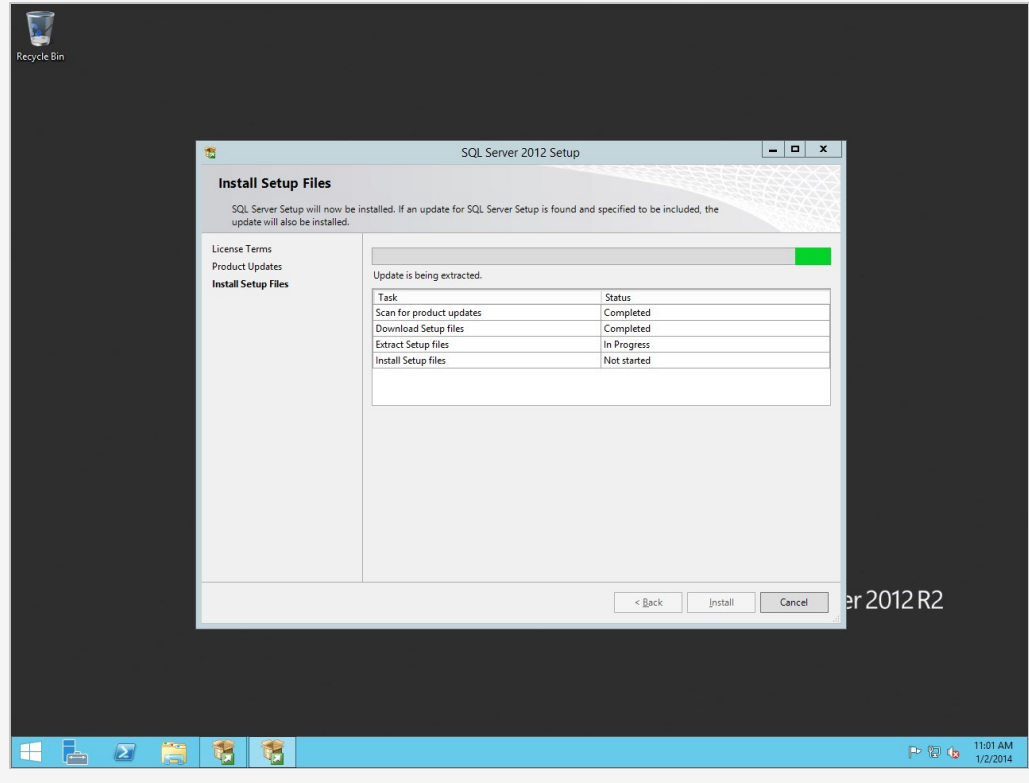 Recycle Bin
SQL Server 2012 Setup
Install Setup Files
SQL Server Setup will now be installed. If an update for SQL Server Setup is found and specified to be included, the
update will also be installed.
License Terms
Product Updates
Install Setup Files
Update is being extracted.
Task Status
Scan for product updates Completed
Download Setup files Completed
Extract Setup files In Progress
Install Setup files Not started
< Back Install Cancel
er 2012 R2
11:01 AM
1/2/2014